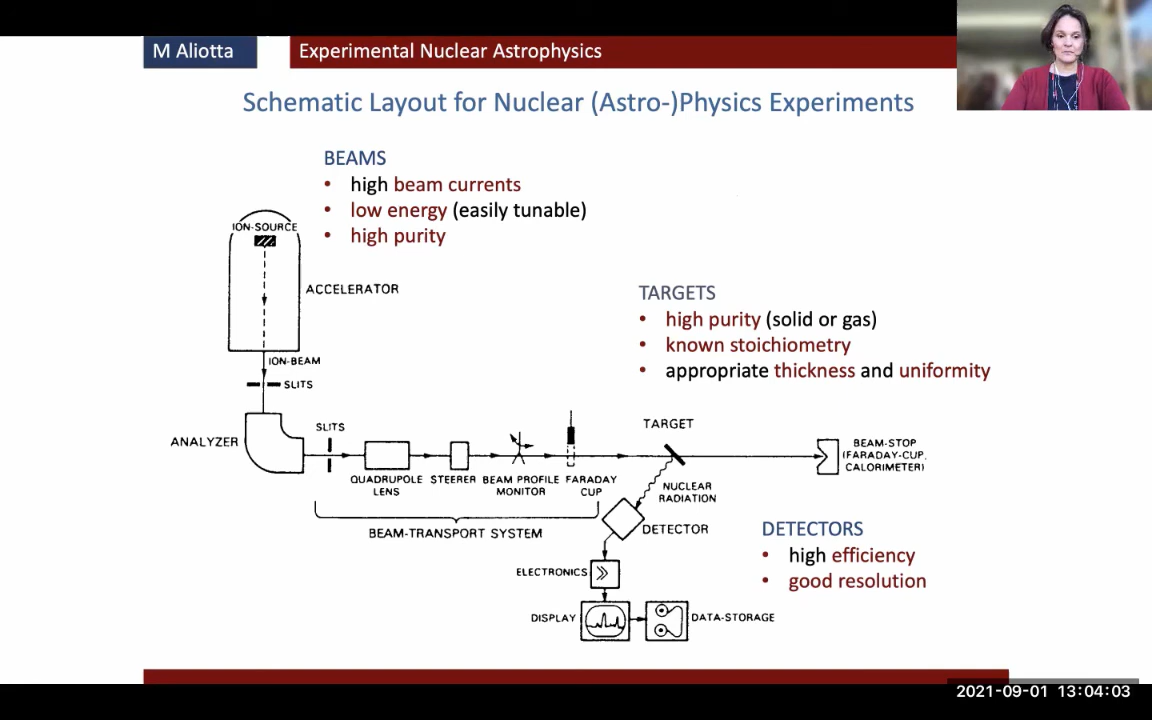 M Aliotta
Experimental Nuclear Astrophysics
Schematic Layout for Nuclear (Astro-)Physics Experiments
BEAMS
• high beam currents
• low energy (easily tunable)
• high purity
ION-SOURCE
ACCELERATOR
TARGETS
• high purity (solid or gas)
• known stoichiometry
• appropriate thickness and uniformity
ION-BEAM
SLITS
ANALYZER
SLITS
QUADRUPOLE
LENS
STEERER
BEAM PROFILE
MONITOR
FARADAY
CUP
BEAM-TRANSPORT SYSTEM
TARGET
BEAM-STOP
(FARADAY-CUP,
CALORIMETER)
NUCLEAR
RADIATION
DETECTOR
DETECTORS
• high efficiency
• good resolution
ELECTRONICS
DISPLAY
DATA-STORAGE
2021-09-01 13:04:03